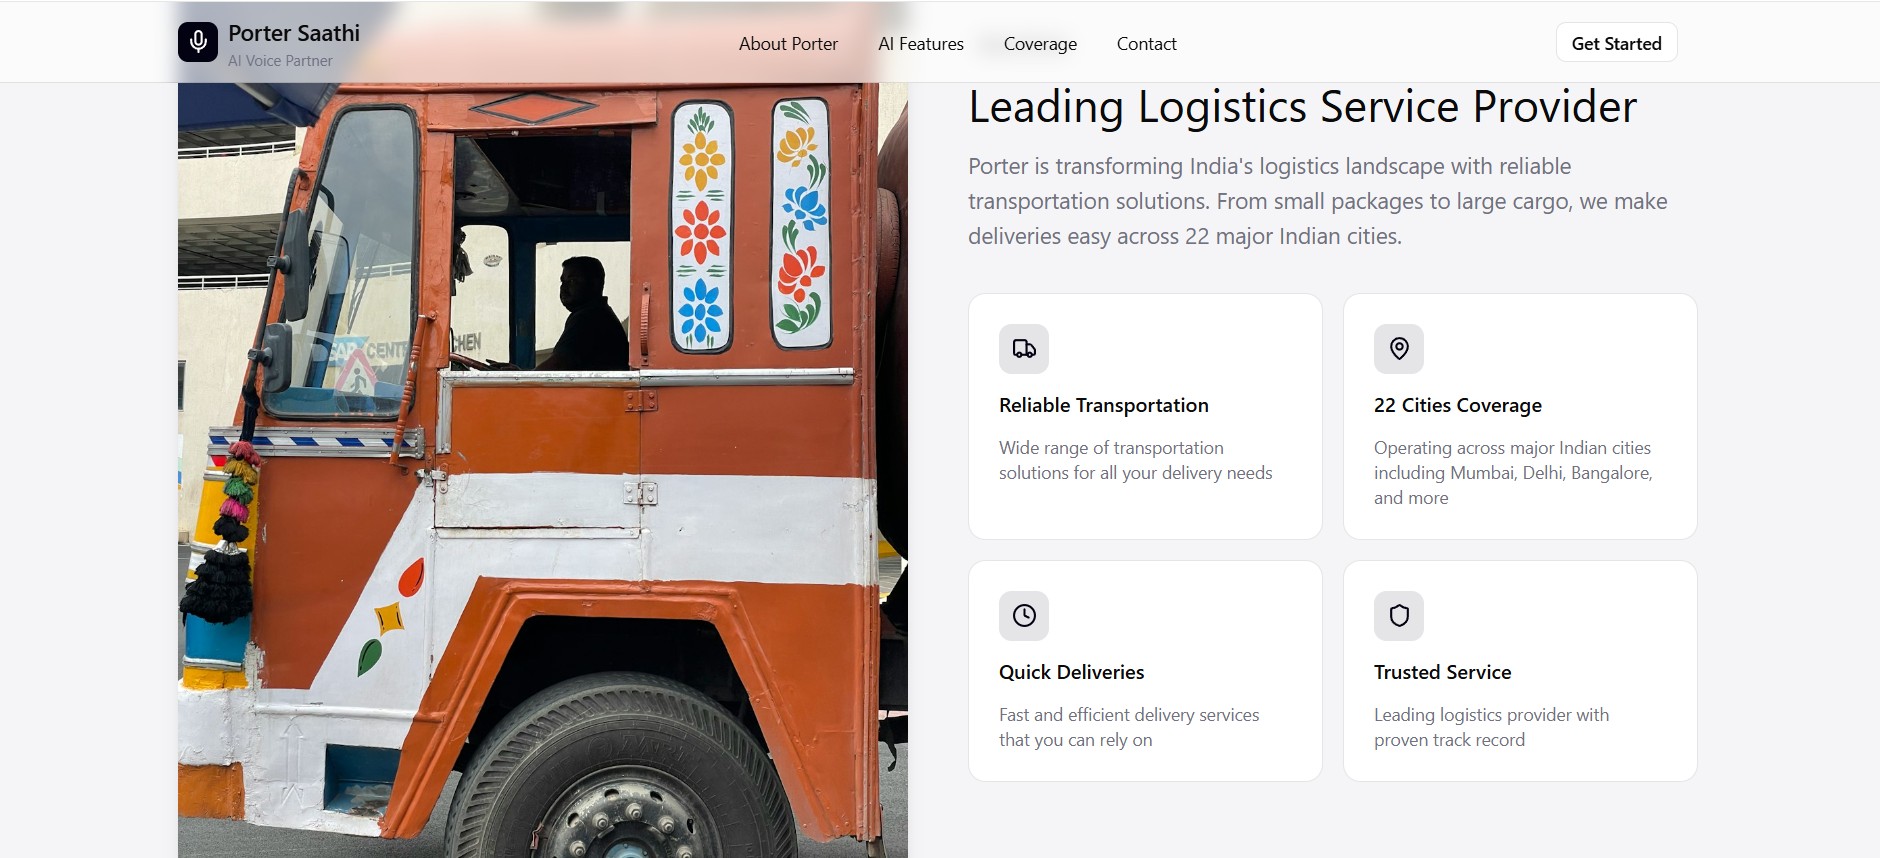 Porter Saathi
AI Voice Partner
About Porter
AI Features
Coverage
Contact
Get Started
Leading Logistics Service Provider
Porter is transforming India's logistics landscape with reliable
transportation solutions. From small packages to large cargo, we make
deliveries easy across 22 major Indian cities.
Reliable Transportation
Wide range of transportation
solutions for all your delivery needs
22 Cities Coverage
Operating across major Indian cities
including Mumbai, Delhi, Bangalore,
and more
Quick Deliveries
Fast and efficient delivery services
that you can rely on
Trusted Service
Leading logistics provider with
proven track record